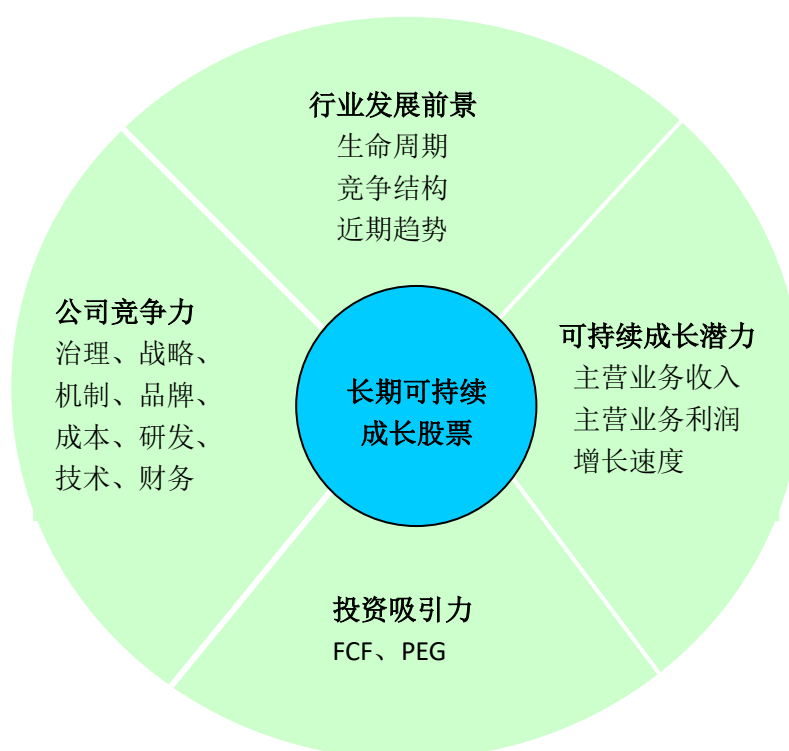 行业发展前景
生命周期
竞争结构
近期趋势
公司竞争力
治理、战略、
机制、品牌、
成本、研发、
技术、财务
长期可持续
成长股票
可持续成长潜力
主营业务收入
主营业务利润
增长速度
投资吸引力
FCF、PEG